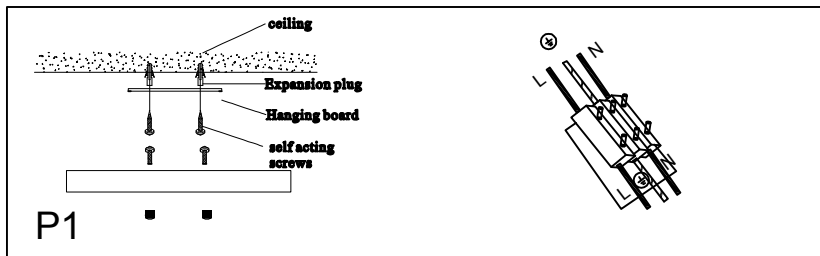 ceiling
Expansion plug
Hanging board
self acting
screws
P1
L
N
L
N